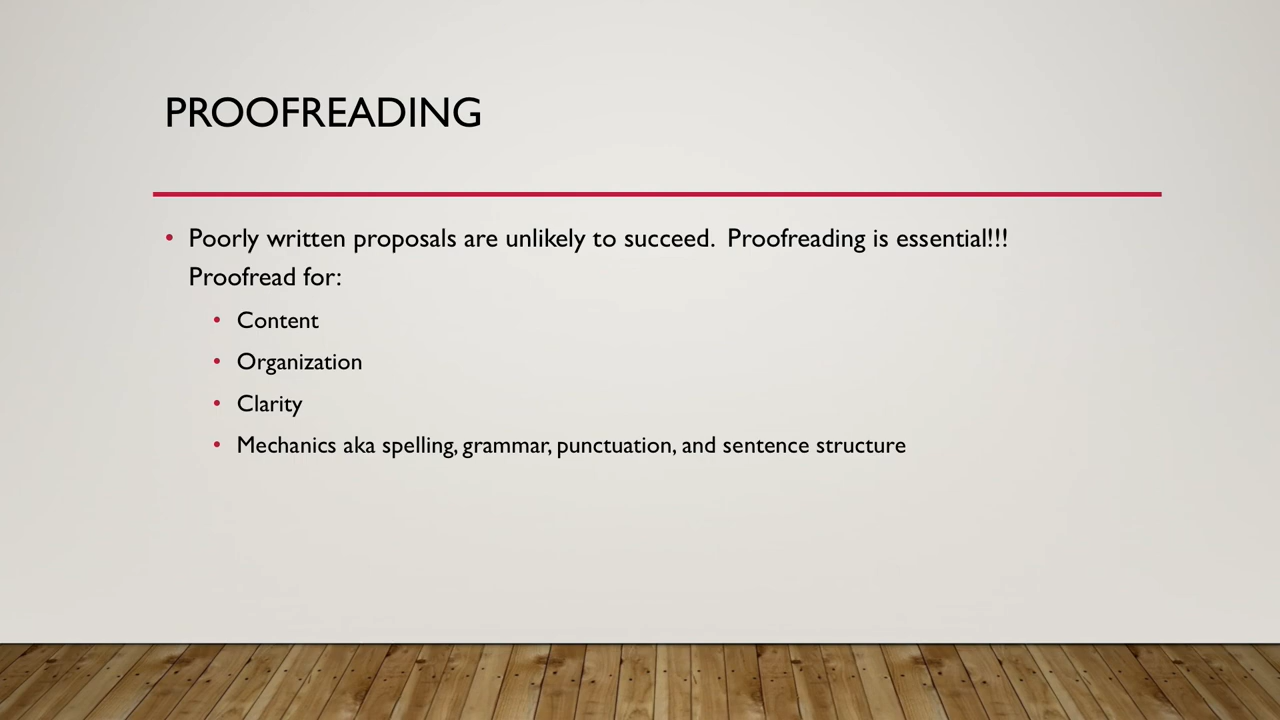 PROOFREADING
• Poorly written proposals are unlikely to succeed.  Proofreading is essential!!!
Proofread for:
• Content
• Organization
• Clarity
• Mechanics aka spelling, grammar, punctuation, and sentence structure